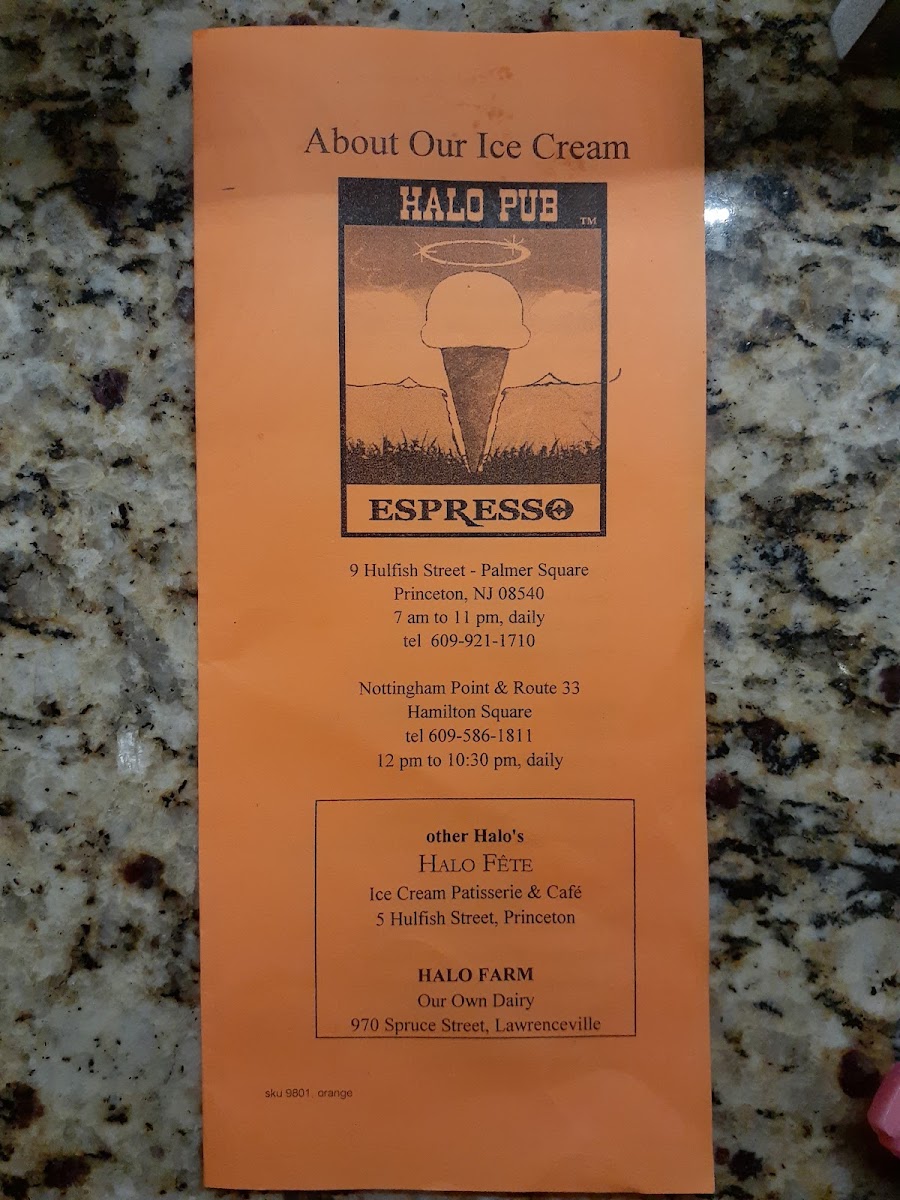 About Our Ice Cream
HALO PUB
TM
ESPRESSO
9 Hulfish Street - Palmer Square
Princeton, NJ 08540
7 am to 11 pm, daily
tel 609-921-1710
Nottingham Point & Route 33
Hamilton Square
tel 609-586-1811
12 pm to 10:30 pm, daily
other Halo's
HALO FÊTE
Ice Cream Patisserie & Café
5 Hulfish Street, Princeton
HALO FARM
Our Own Dairy
970 Spruce Street, Lawrenceville
sku 9801 orange